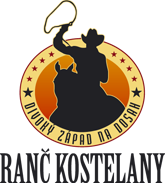 DIVOKÝ ZÁPAD NA DOSAH
RANČ KOSTELANY